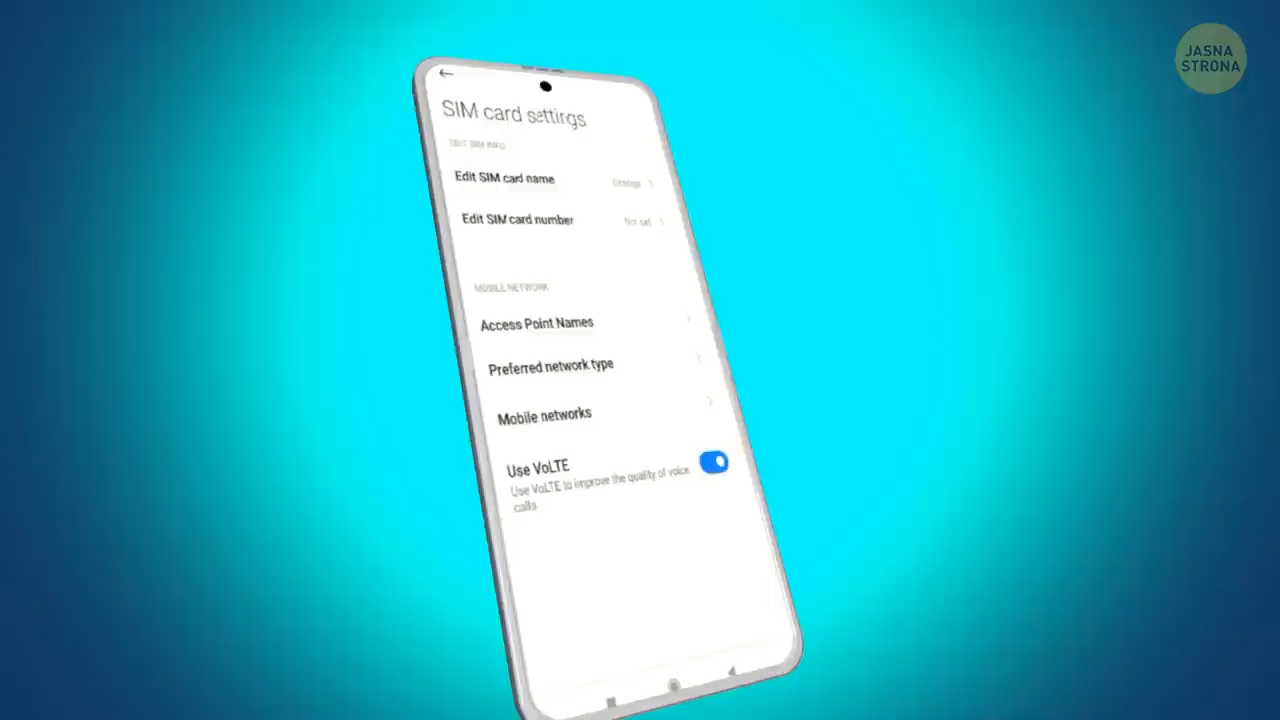 JASNA
STRONA
SIM card settings
EDIT SIM INFO
Edit SIM card name
Orange
Edit SIM card number
Not set
MOBILE NETWORK
Access Point Names
Preferred network type
Mobile networks
Use VoLTE
Use VoLTE to improve the quality of voice
calls